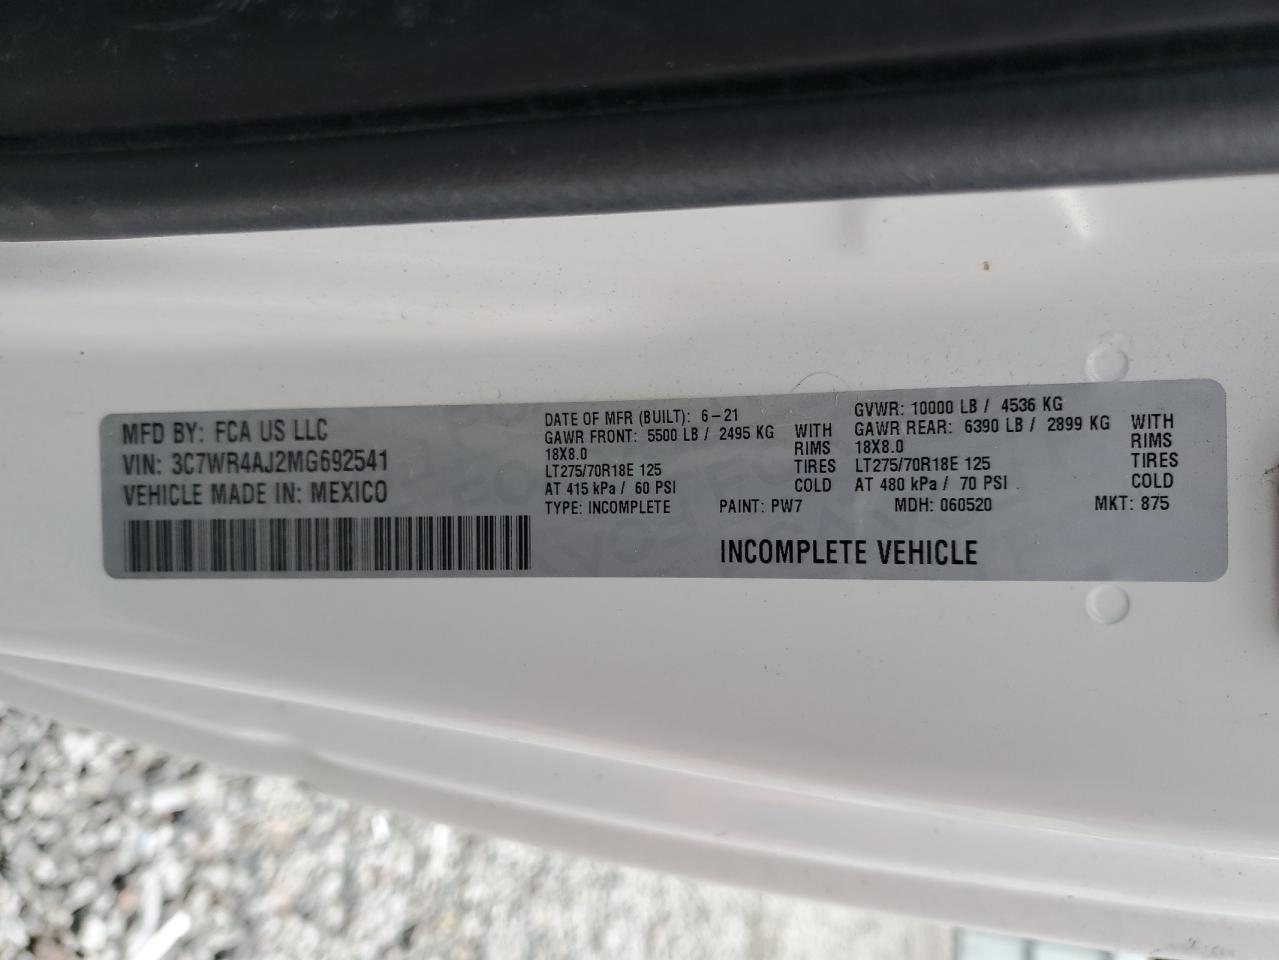 MFD BY: FCA US LLC
VIN: 3C7WR4AJ2MG692541
VEHICLE MADE IN: MEXICO
DATE OF MFR (BUILT): 6-21
GAWR FRONT: 5500 LB / 2495 KG WITH
18X8.0 RIMS
LT275/70R18E 125 TIRES
AT 415 kPa / 60 PSI COLD
TYPE: INCOMPLETE
GVWR: 10000 LB / 4536 KG
GAWR REAR: 6390 LB / 2899 KG WITH
18X8.0 RIMS
LT275/70R18E 125 TIRES
AT 480 kPa / 70 PSI COLD
PAINT: PW7 MDH: 060520 MKT: 875
INCOMPLETE VEHICLE